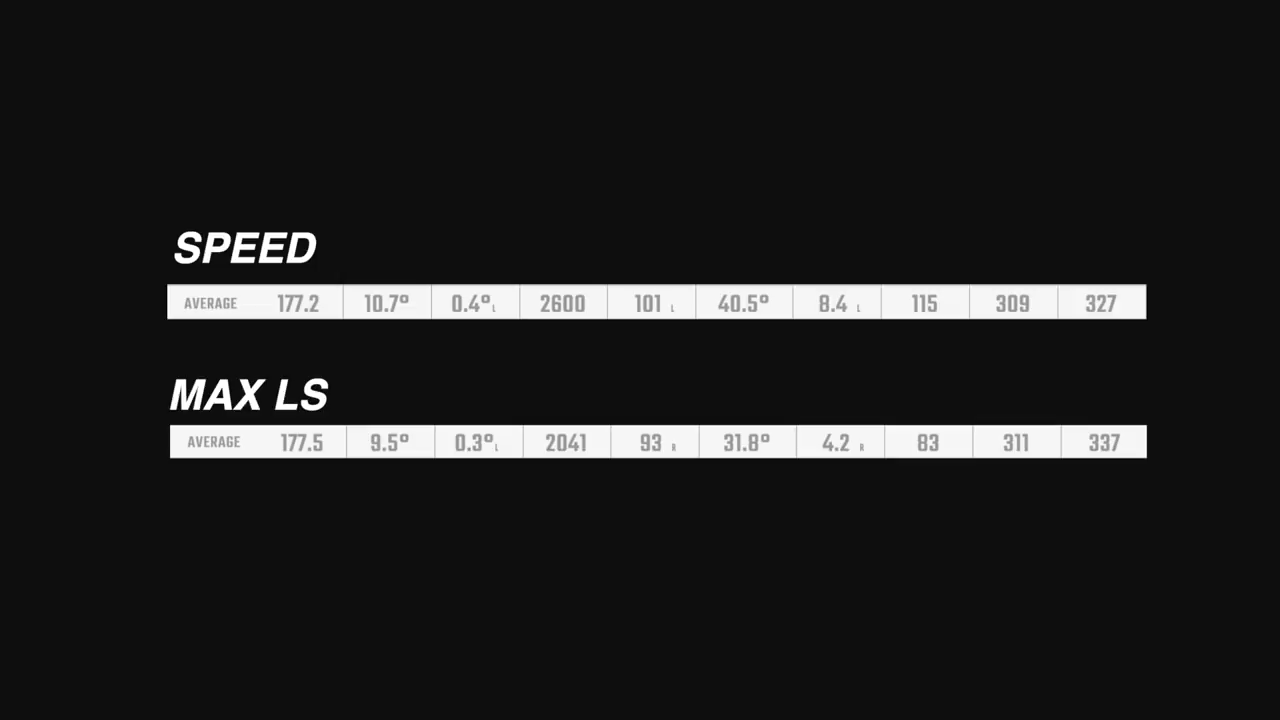 SPEED
AVERAGE 177.2 10.7° 0.4° L 2600 101 L 40.5° 8.4 L 115 309 327
MAX LS
AVERAGE 177.5 9.5° 0.3° L 2041 93 R 31.8° 4.2 R 83 311 337